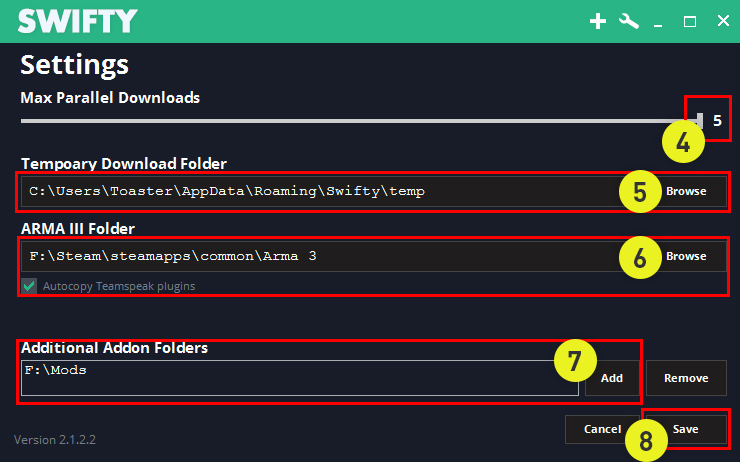 SWIFTY
Settings
Max Parallel Downloads
5
4
Tempoary Download Folder
C:\Users\Toaster\AppData\Roaming\Swifty\temp
5
Browse
ARMA III Folder
F:\Steam\steamapps\common\Arma 3
6
Browse
Autocopy Teamspeak plugins
Additional Addon Folders
7
F:\Mods
Add
Remove
Cancel
8
Save
Version 2.1.2.2